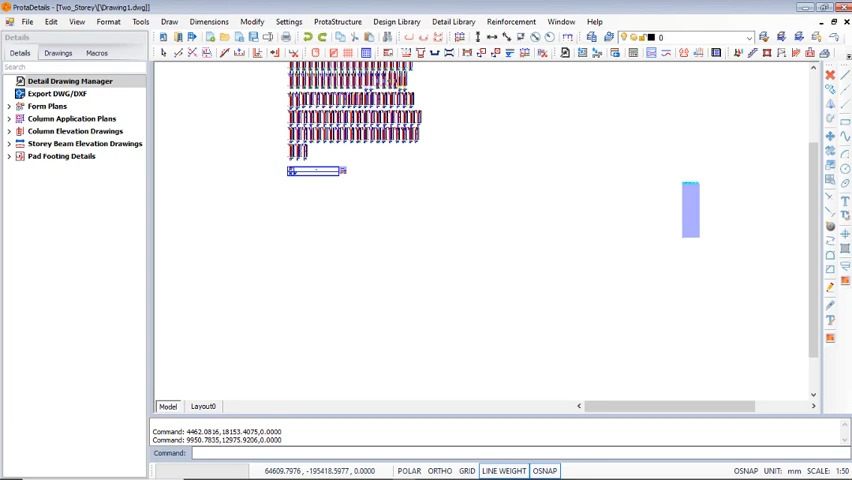 ProtaDetails - [Two_Storey\[Drawing1.dwg]]
File Edit View Format Tools Draw Dimensions Modify Settings ProtaStructure Design Library Detail Library Reinforcement Window ?
0
Details
Details Drawings Macros
Search
Detail Drawing Manager
Export DWG/DXF
Form Plans
Column Application Plans
Column Elevation Drawings
Storey Beam Elevation Drawings
Pad Footing Details
Model Layout0
Command: 4462.0816,18153.4075,0.0000
Command: 9950.7835,12975.9206,0.0000
Command:
64609.7976, -195418.5977, 0.0000 POLAR ORTHO GRID LINE WEIGHT OSNAP OSNAP UNIT: mm SCALE: 1:50